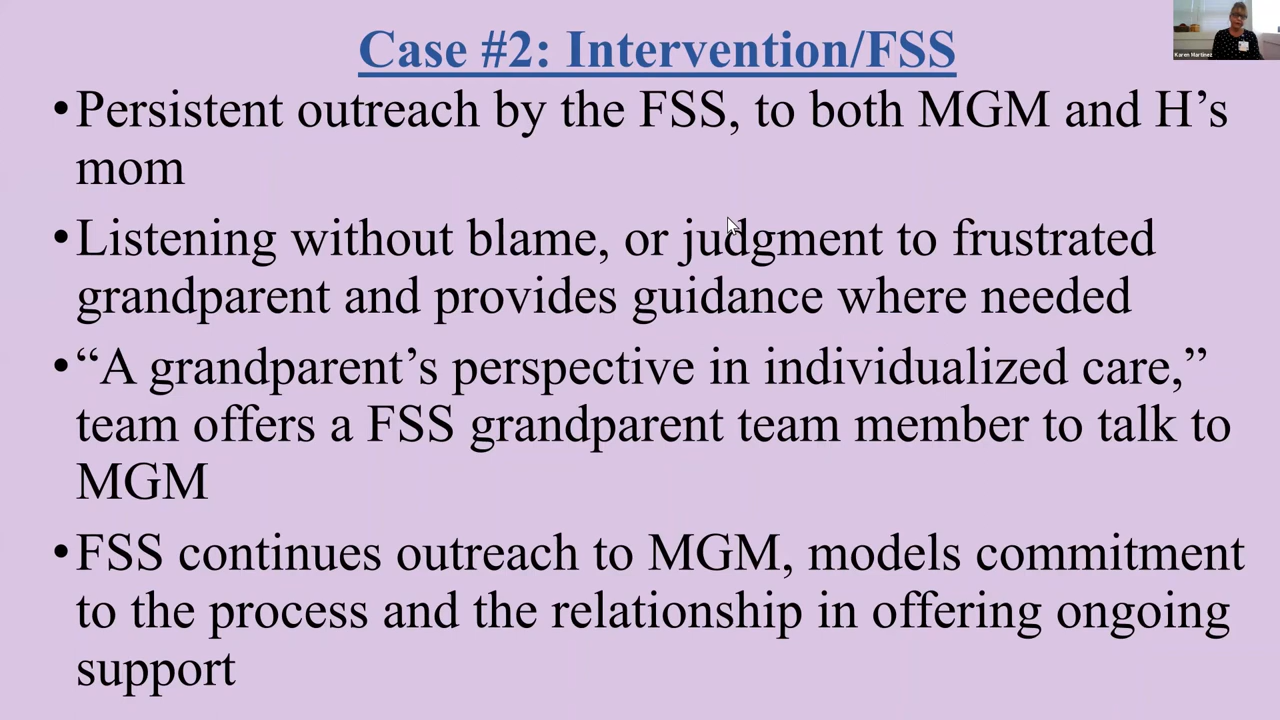 Case #2: Intervention/FSS
Karen Martinez
•Persistent outreach by the FSS, to both MGM and H’s
mom
•Listening without blame, or judgment to frustrated
grandparent and provides guidance where needed
•“A grandparent’s perspective in individualized care,”
team offers a FSS grandparent team member to talk to
MGM
•FSS continues outreach to MGM, models commitment
to the process and the relationship in offering ongoing
support